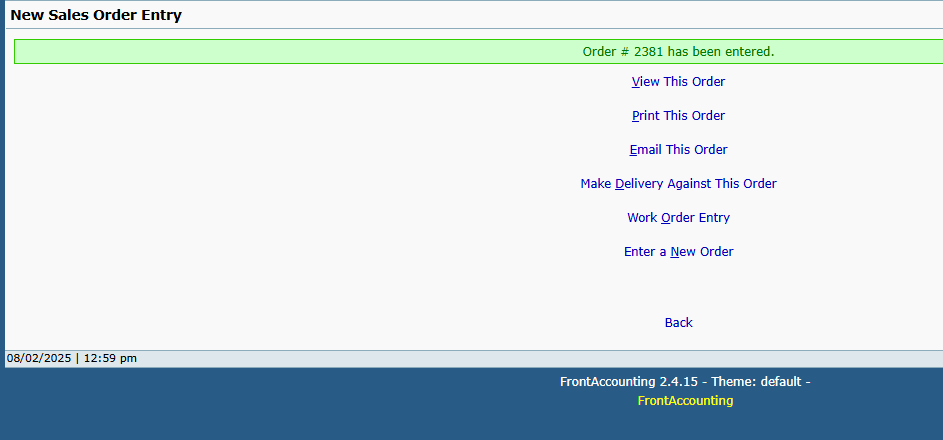 New Sales Order Entry
Order # 2381 has been entered.
View This Order
Print This Order
Email This Order
Make Delivery Against This Order
Work Order Entry
Enter a New Order
Back
08/02/2025 | 12:59 pm
FrontAccounting 2.4.15 - Theme: default -
FrontAccounting